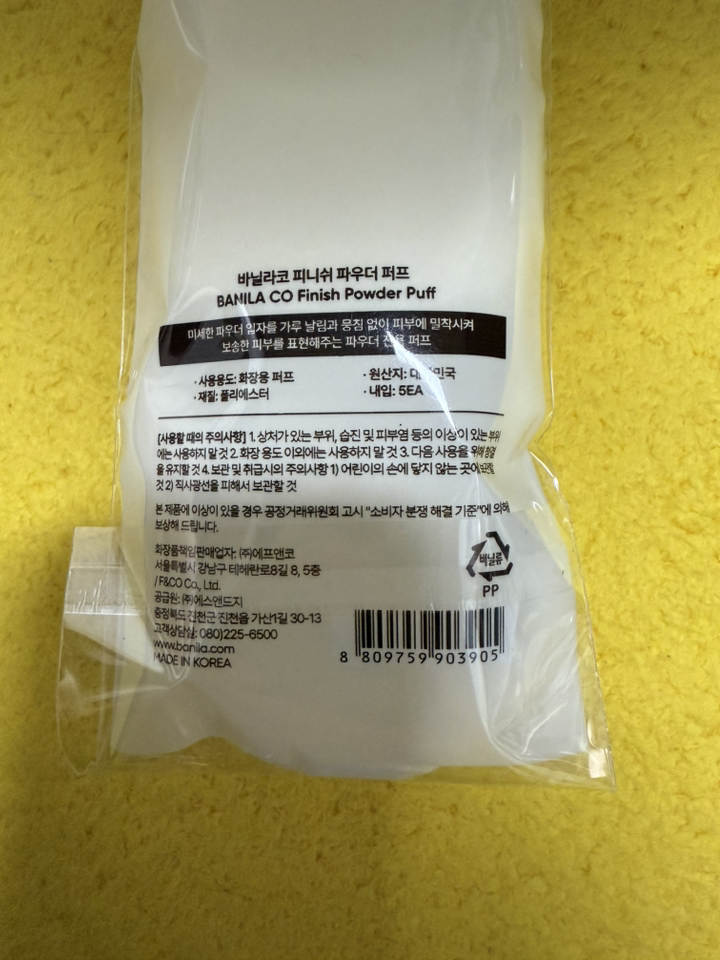 바닐라코 피니쉬 파우더 퍼프
BANILA CO Finish Powder Puff
미세한 파우더 입자를 가루 날림과 뭉침 없이 피부에 밀착시켜
보송한 피부를 표현해주는 파우더 전용 퍼프
· 사용용도: 화장용 퍼프
· 원산지: 대한민국
· 재질: 폴리에스터
· 내입: 5EA
[사용할 때의 주의사항] 1. 상처가 있는 부위, 습진 및 피부염 등의 이상이 있는 부위
에는 사용하지 말 것 2. 화장 용도 이외에는 사용하지 말 것 3. 다음 사용을 위해 청결
을 유지할 것 4. 보관 및 취급시의 주의사항 1) 어린이의 손에 닿지 않는 곳에 보관할
것 2) 직사광선을 피해서 보관할 것
본 제품에 이상이 있을 경우 공정거래위원회 고시 "소비자 분쟁 해결 기준"에 의해
보상해 드립니다.
화장품책임판매업자: (주)에프앤코
서울특별시 강남구 테헤란로8길 8, 5층
/ F&CO Co., Ltd.
공급원: (주)에스앤드지
충청북도 진천군 진천읍 가산1길 30-13
고객상담실: 080)225-6500
www.banila.com
MADE IN KOREA
비닐류
PP
8 809759 903905